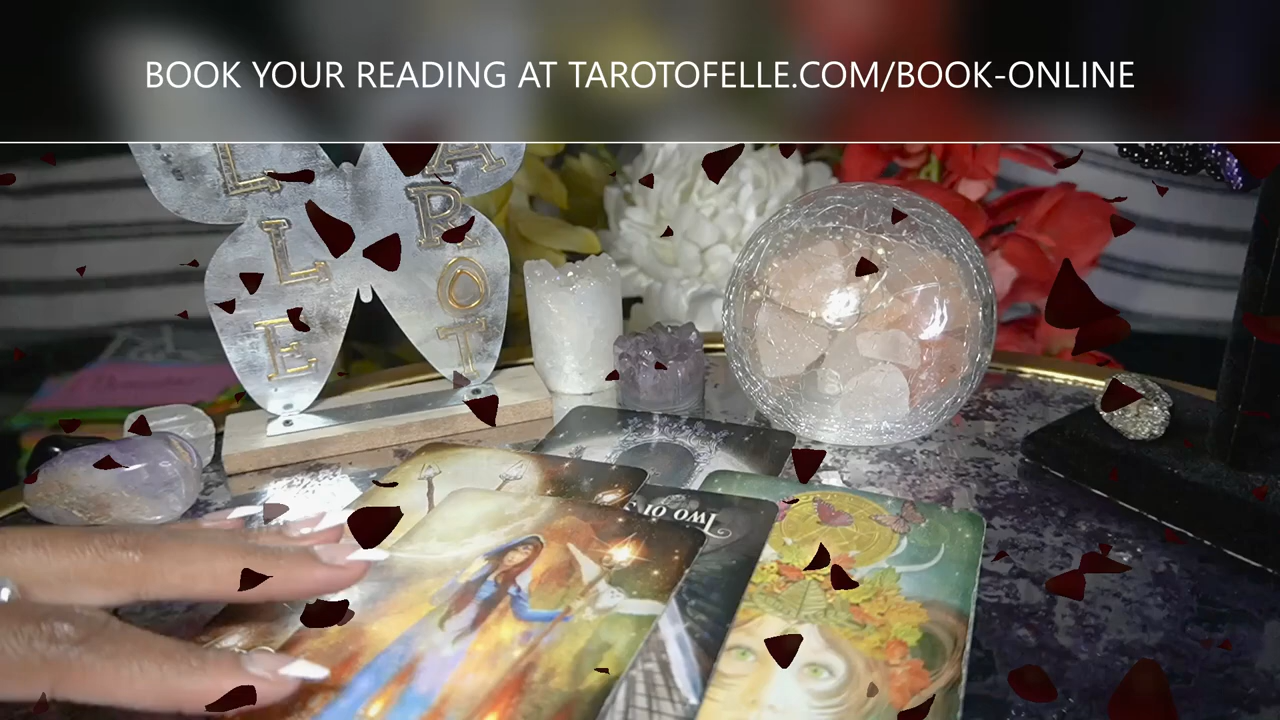 BOOK YOUR READING AT TAROTOFELLE.COM/BOOK-ONLINE
L
L
E
A
R
O
T
Two of